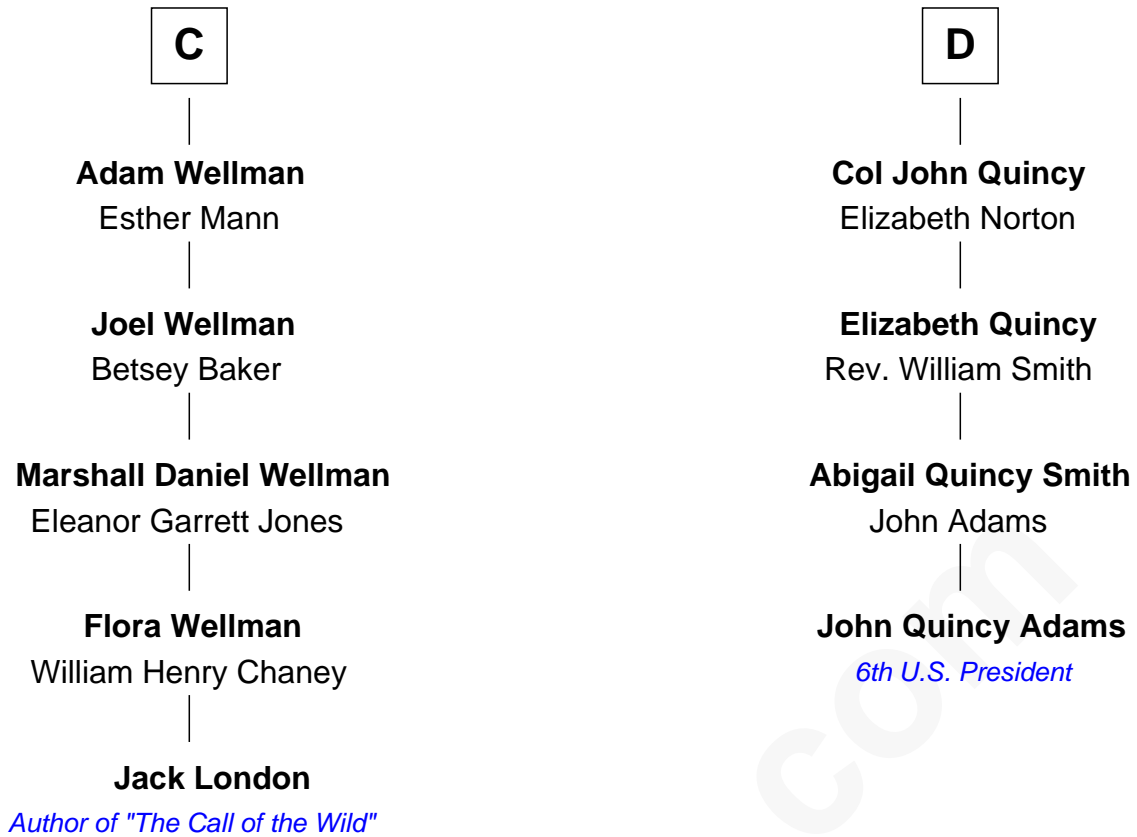 C
Adam Wellman
Esther Mann
Joel Wellman
Betsey Baker
Marshall Daniel Wellman
Eleanor Garrett Jones
Flora Wellman
William Henry Chaney
Jack London
Author of "The Call of the Wild"
D
Col John Quincy
Elizabeth Norton
Elizabeth Quincy
Rev. William Smith
Abigail Quincy Smith
John Adams
John Quincy Adams
6th U.S. President
com